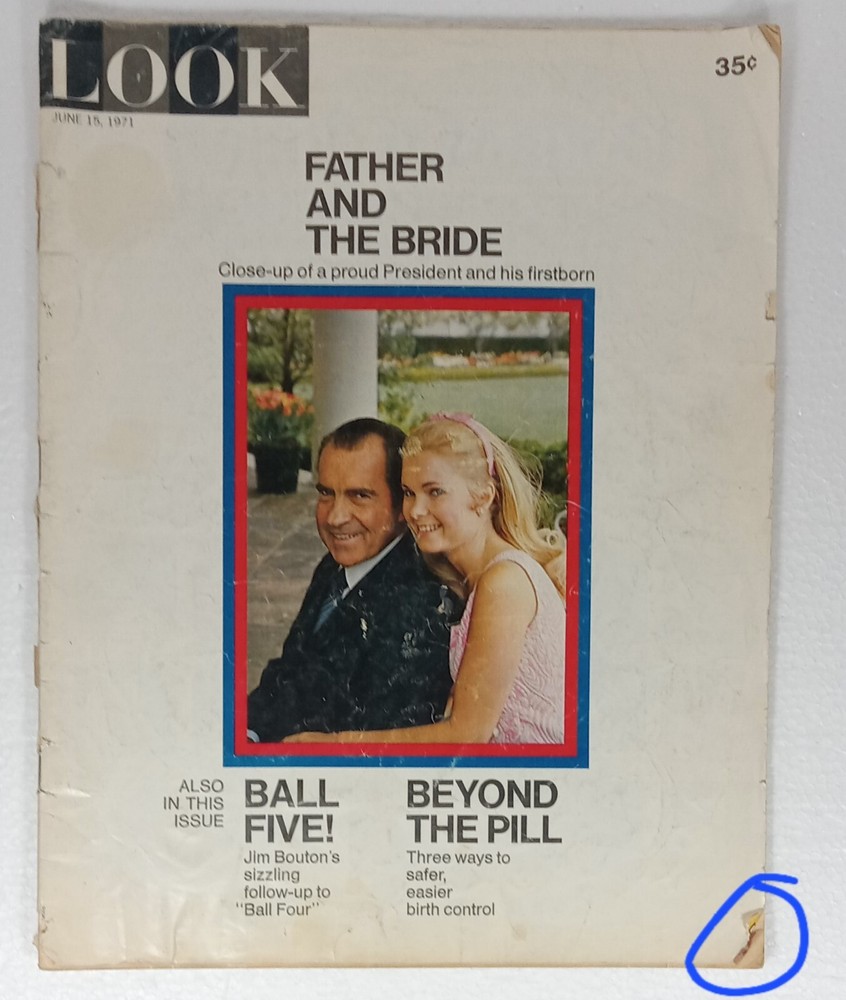 LOOK
35¢
JUNE 15, 1971
FATHER
AND
THE BRIDE
Close-up of a proud President and his firstborn
ALSO
IN THIS
ISSUE
BALL
FIVE!
Jim Bouton's
sizzling
follow-up to
"Ball Four"
BEYOND
THE PILL
Three ways to
safer,
easier
birth control